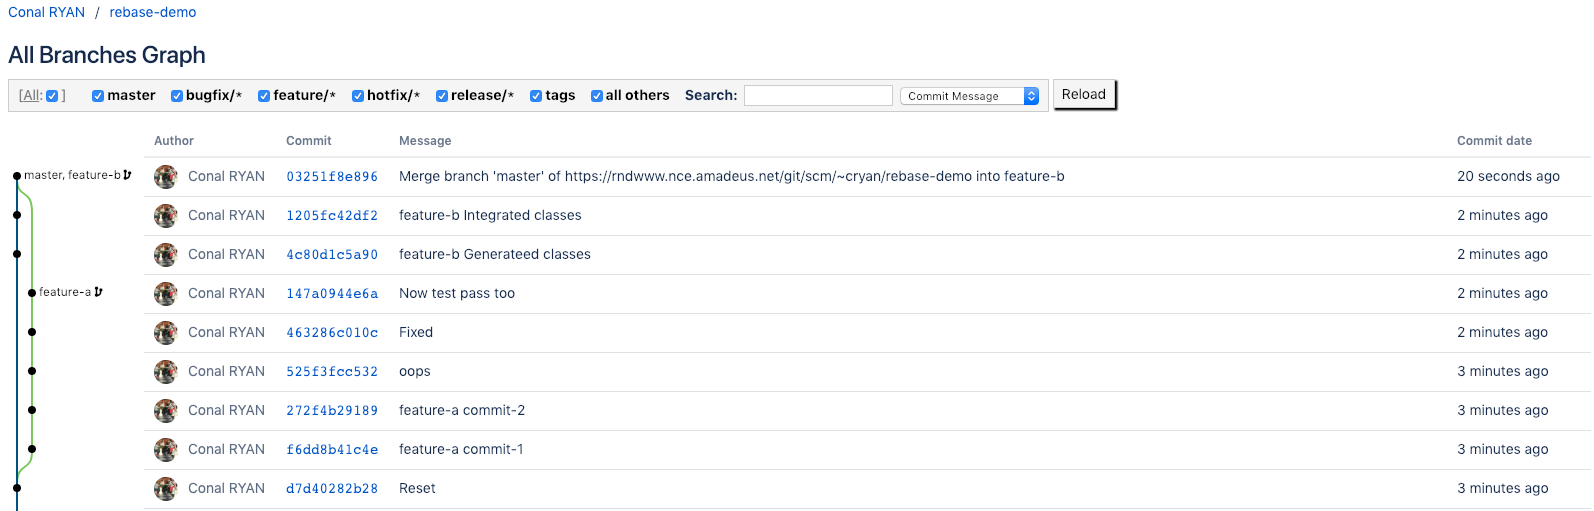 Conal RYAN / rebase-demo
All Branches Graph
[All: ] master bugfix/* feature/* hotfix/* release/* tags all others Search: Commit Message Reload
Author Commit Message Commit date
master, feature-b Conal RYAN 03251f8e896 Merge branch 'master' of https://rndwww.nce.amadeus.net/git/scm/~cryan/rebase-demo into feature-b 20 seconds ago
Conal RYAN 1205fc42df2 feature-b Integrated classes 2 minutes ago
Conal RYAN 4c80d1c5a90 feature-b Generateed classes 2 minutes ago
feature-a Conal RYAN 147a0944e6a Now test pass too 2 minutes ago
Conal RYAN 463286c010c Fixed 2 minutes ago
Conal RYAN 525f3fcc532 oops 3 minutes ago
Conal RYAN 272f4b29189 feature-a commit-2 3 minutes ago
Conal RYAN f6dd8b41c4e feature-a commit-1 3 minutes ago
Conal RYAN d7d40282b28 Reset 3 minutes ago